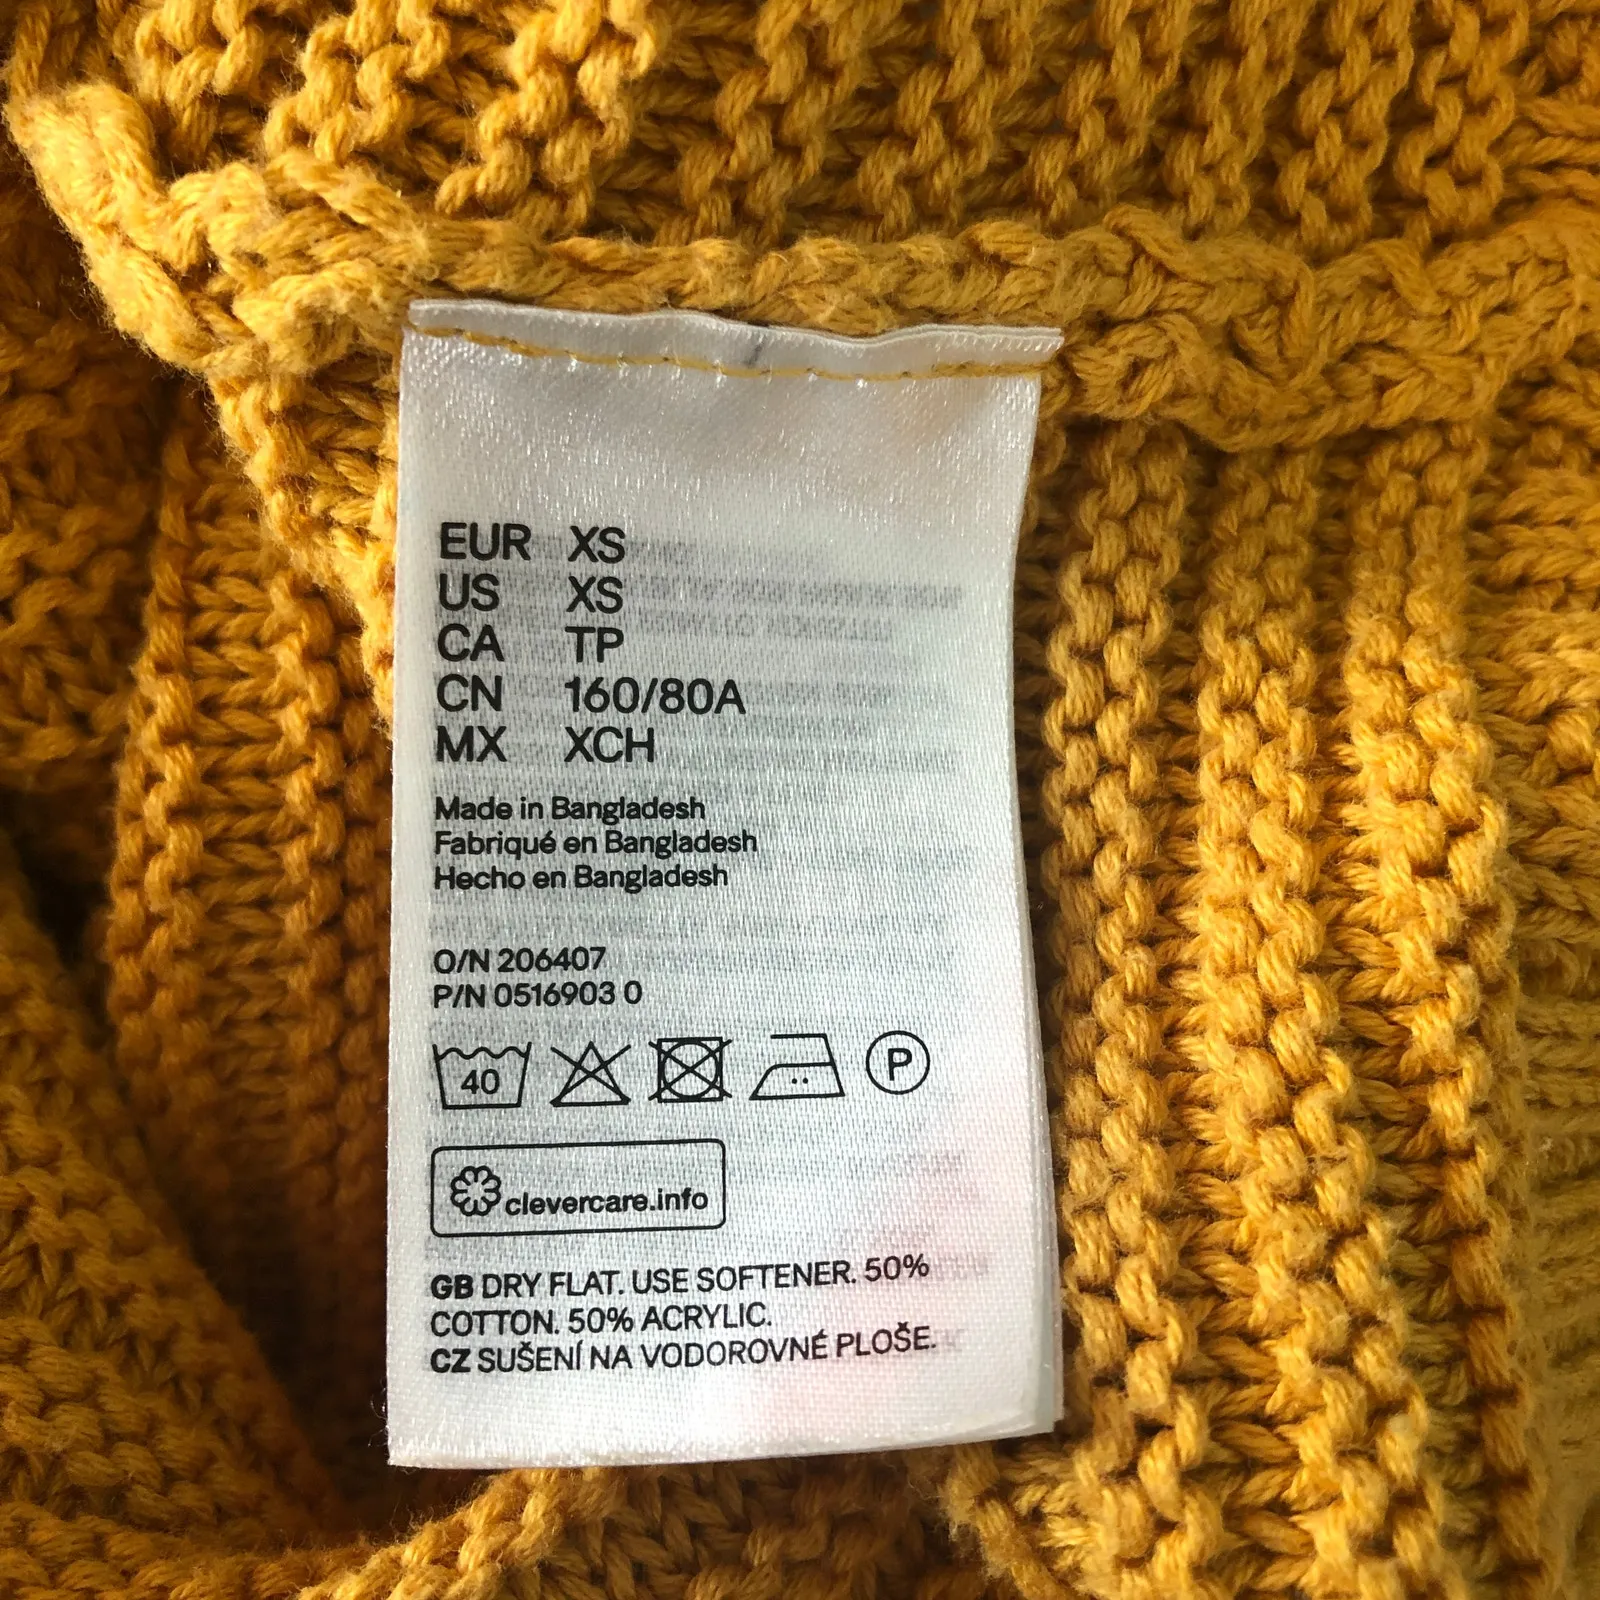 EUR XS
US XS
CA TP
CN 160/80A
MX XCH
Made in Bangladesh
Fabriqué en Bangladesh
Hecho en Bangladesh
O/N 206407
P/N 0516903 0
40 P
clevercare.info
GB DRY FLAT. USE SOFTENER. 50%
COTTON. 50% ACRYLIC.
CZ SUŠENÍ NA VODOROVNÉ PLOŠE.